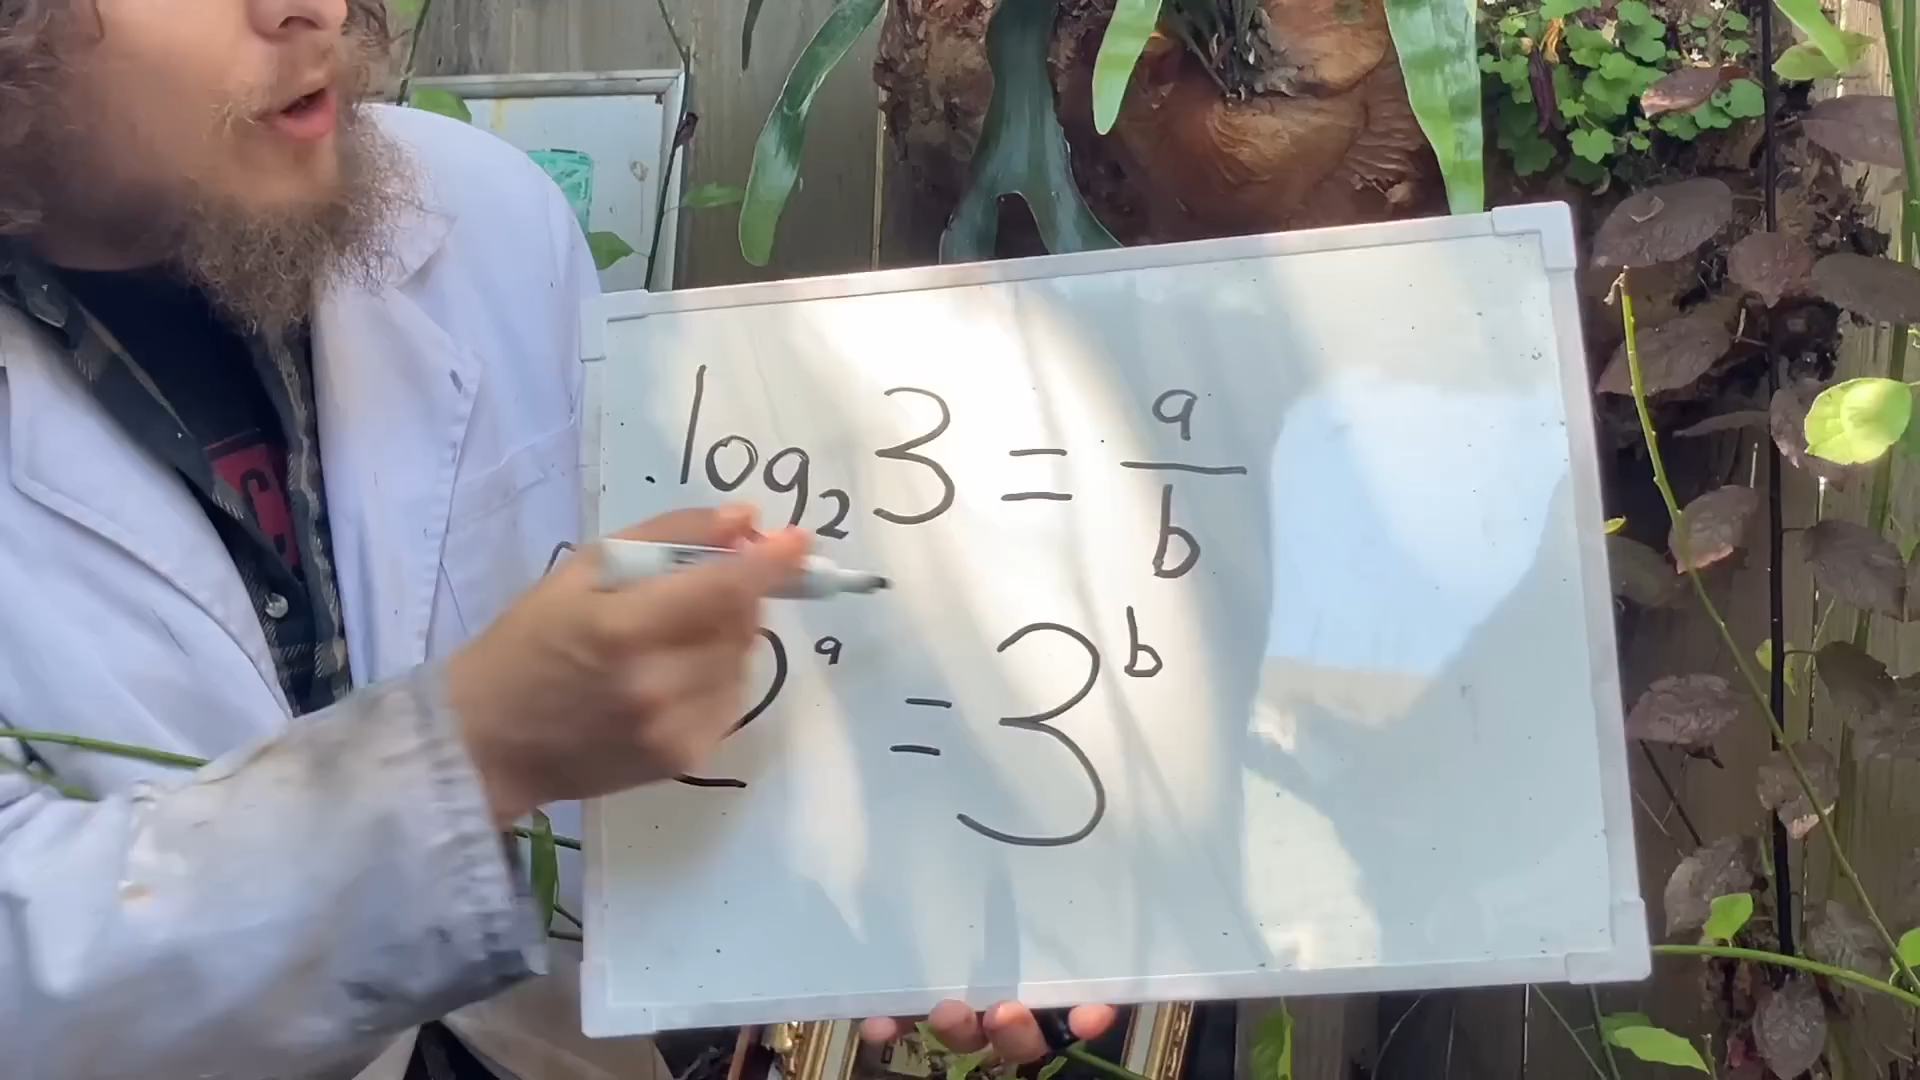 log₂3 = a/b
2ᵃ = 3ᵇ